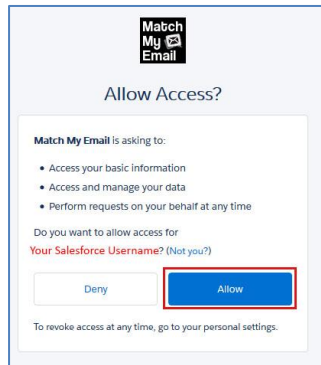 Match
My
Email
Allow Access?
Match My Email is asking to:
• Access your basic information
• Access and manage your data
• Perform requests on your behalf at any time
Do you want to allow access for
Your Salesforce Username? (Not you?)
Deny
Allow
To revoke access at any time, go to your personal settings.